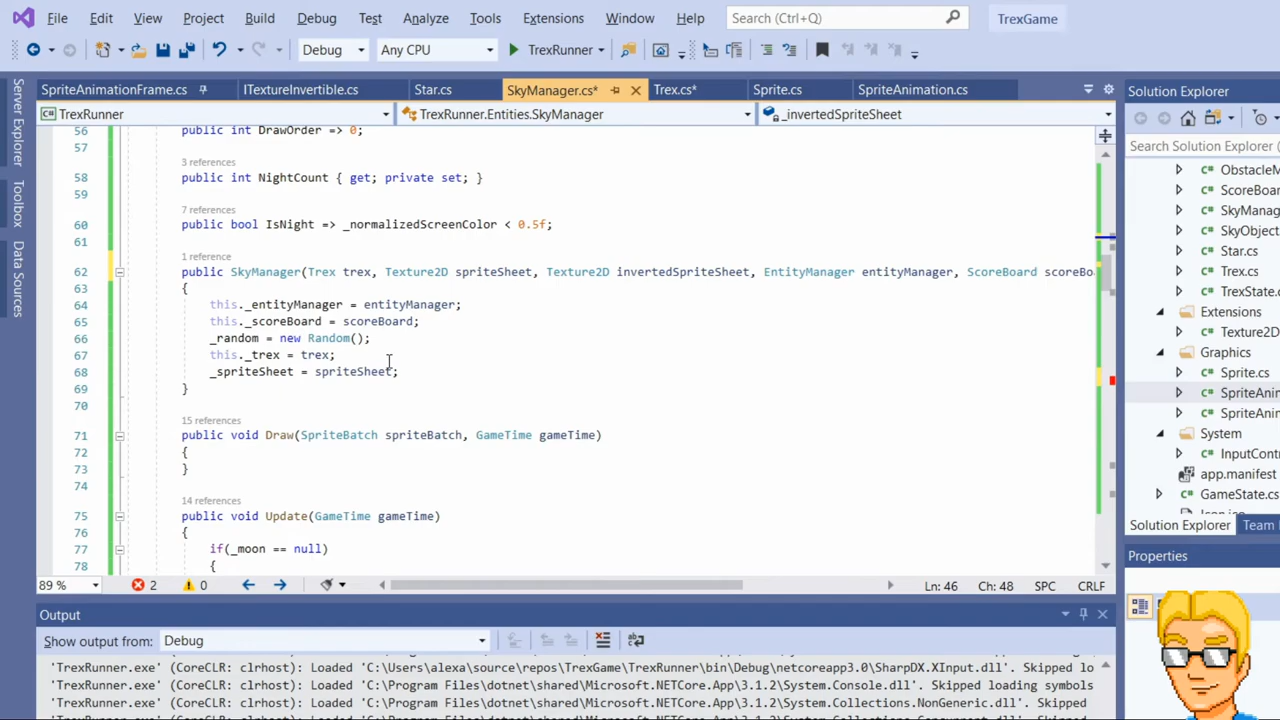 File Edit View Project Build Debug Test Analyze Tools Extensions Window Help Search (Ctrl+Q) TrexGame
Debug Any CPU TrexRunner
SpriteAnimationFrame.cs ITextureInvertible.cs Star.cs SkyManager.cs* Trex.cs* Sprite.cs SpriteAnimation.cs
TrexRunner TrexRunner.Entities.SkyManager _invertedSpriteSheet
Server Explorer
Toolbox
Data Sources
56 public int DrawOrder => 0;
57
3 references
58 public int NightCount { get; private set; }
59
7 references
60 public bool IsNight => _normalizedScreenColor < 0.5f;
61
1 reference
62 public SkyManager(Trex trex, Texture2D spriteSheet, Texture2D invertedSpriteSheet, EntityManager entityManager, ScoreBoard scoreBo
63 {
64 this._entityManager = entityManager;
65 this._scoreBoard = scoreBoard;
66 _random = new Random();
67 this._trex = trex;
68 _spriteSheet = spriteSheet;
69 }
70
15 references
71 public void Draw(SpriteBatch spriteBatch, GameTime gameTime)
72 {
73 }
74
14 references
75 public void Update(GameTime gameTime)
76 {
77 if(_moon == null)
78 {
89 % 2 0 Ln: 46 Ch: 48 SPC CRLF
Output
Show output from: Debug
'TrexRunner.exe' (CoreCLR: clrhost): Loaded 'C:\Users\alexa\source\repos\TrexGame\TrexRunner\bin\Debug\netcoreapp3.0\SharpDX.XInput.dll'. Skipped lo
'TrexRunner.exe' (CoreCLR: clrhost): Loaded 'C:\Program Files\dotnet\shared\Microsoft.NETCore.App\3.1.2\System.Console.dll'. Skipped loading symbols
'TrexRunner.exe' (CoreCLR: clrhost): Loaded 'C:\Program Files\dotnet\shared\Microsoft.NETCore.App\3.1.2\System.Collections.NonGeneric.dll'. Skipped
Solution Explorer
Search Solution Explorer
ObstacleM
ScoreBoar
SkyManag
SkyObject
Star.cs
Trex.cs
TrexState.c
Extensions
Texture2D
Graphics
Sprite.cs
SpriteAnin
SpriteAnin
System
InputContr
app.manifest
GameState.cs
Solution Explorer Team
Properties